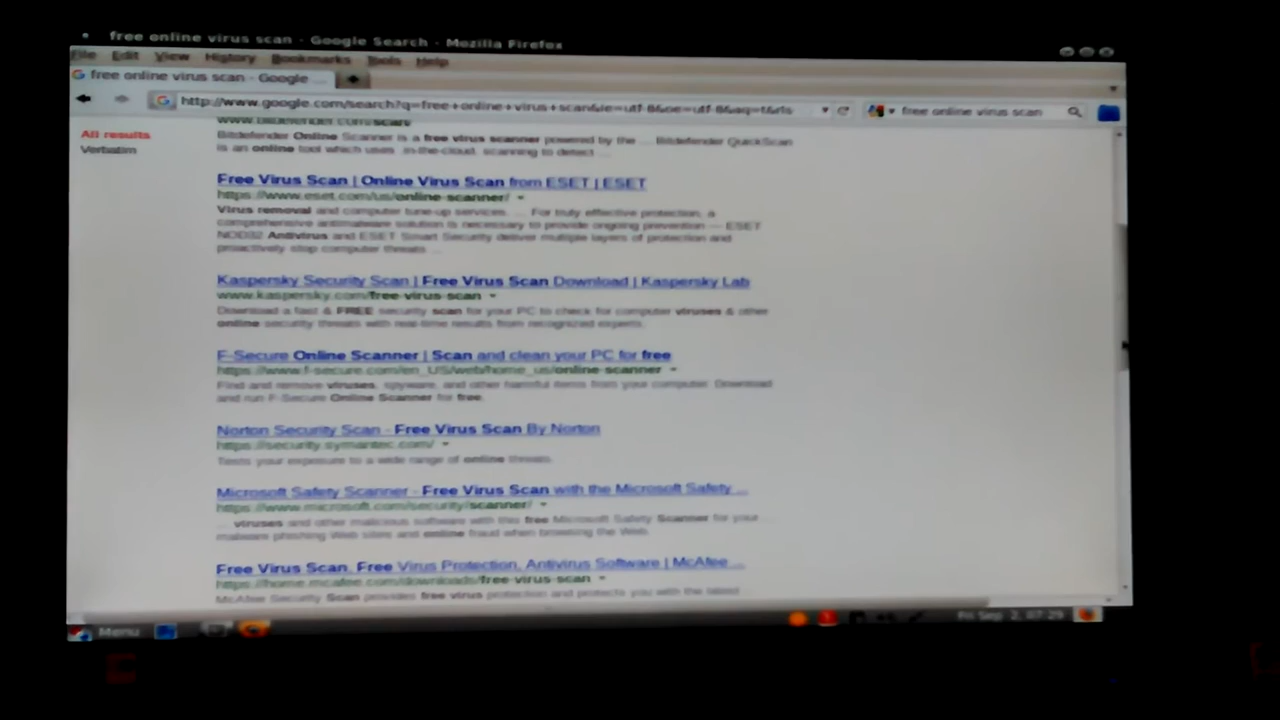 free online virus scan - Google Search - Mozilla Firefox
File Edit View History Bookmarks Tools Help
free online virus scan - Google ...
http://www.google.com/search?q=free+online+virus+scan&ie=utf-8&oe=utf-8&aq=t&rls
free online virus scan
All results
Verbatim
www.bitdefender.com/scan/
Bitdefender Online Scanner is a free virus scanner powered by the ... Bitdefender QuickScan
is an online tool which uses 'in-the-cloud' scanning to detect ...
Free Virus Scan | Online Virus Scan from ESET | ESET
https://www.eset.com/us/online-scanner/
Virus removal and computer tune-up services. ... For truly effective protection, a
comprehensive antimalware solution is necessary to provide ongoing prevention — ESET
NOD32 Antivirus and ESET Smart Security deliver multiple layers of protection and
proactively stop computer threats ...
Kaspersky Security Scan | Free Virus Scan Download | Kaspersky Lab
www.kaspersky.com/free-virus-scan
Download a fast & FREE security scan for your PC to check for computer viruses & other
online security threats with real-time results from recognized experts.
F-Secure Online Scanner | Scan and clean your PC for free
https://www.f-secure.com/en_US/web/home_us/online-scanner
Find and remove viruses, spyware, and other harmful items from your computer. Download
and run F-Secure Online Scanner for free.
Norton Security Scan - Free Virus Scan By Norton
https://security.symantec.com/
Tests your exposure to a wide range of online threats.
Microsoft Safety Scanner - Free Virus Scan with the Microsoft Safety ...
https://www.microsoft.com/security/scanner/
... viruses and other malicious software with this free Microsoft Safety Scanner for your ...
malware phishing Web sites and online fraud when browsing the Web.
Free Virus Scan, Free Virus Protection, Antivirus Software | McAfee ...
https://home.mcafee.com/downloads/free-virus-scan
McAfee Security Scan provides free virus protection and protects you with the latest
Menu
Fri Sep 2, 07:29